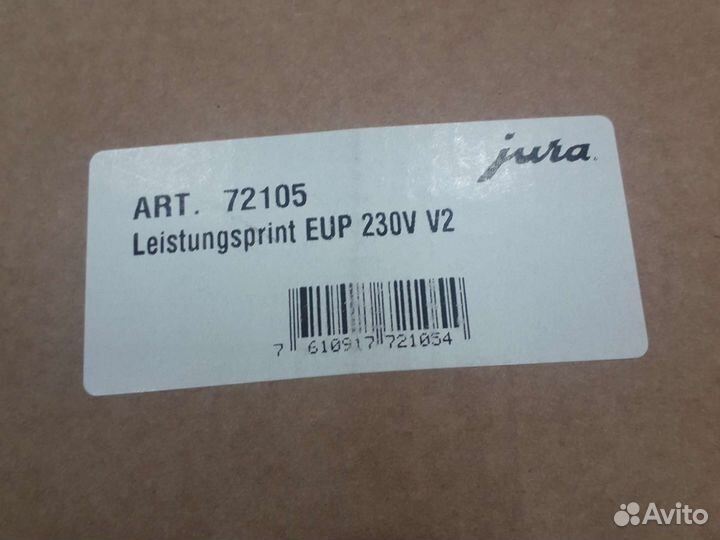 jura.
ART. 72105
Leistungsprint EUP 230V V2
7 610917 721054
Avito